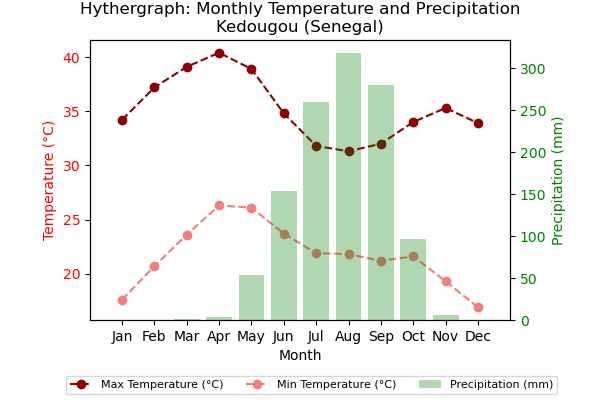 Hythergraph: Monthly Temperature and Precipitation
Kedougou (Senegal)
Temperature (°C)
40
35
30
25
20
300
250
200
150
100
50
0
Precipitation (mm)
Jan Feb Mar Apr May Jun Jul Aug Sep Oct Nov Dec
Month
Max Temperature (°C) Min Temperature (°C) Precipitation (mm)